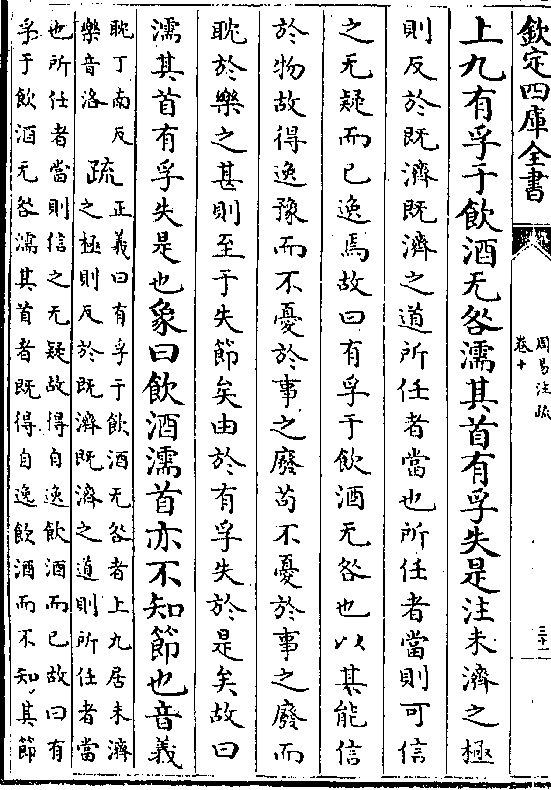 欽定四庫全書
周易注疏
卷十
三十二
上九有孚于飲酒无咎濡其首有孚失是注未濟之極
則反於既濟既濟之道所任者當也所任者當則可信
之无疑而已逸焉故曰有孚于飲酒无咎也以其能信
於物故得逸豫而不憂於事之廢苟不憂於事之廢而
耽於樂之甚則至于失節矣由於有孚失於是矣故曰
濡其首有孚失是也象曰飲酒濡首亦不知節也音義
耽丁南反
樂音洛
疏
正義曰有孚于飲酒无咎者上九居未濟
之極則反於既濟既濟之道則所任者當
也所任者當則信之无疑故得自逸飲酒而已故曰有
孚于飲酒无咎濡其首者既得自逸飲酒而不知其節